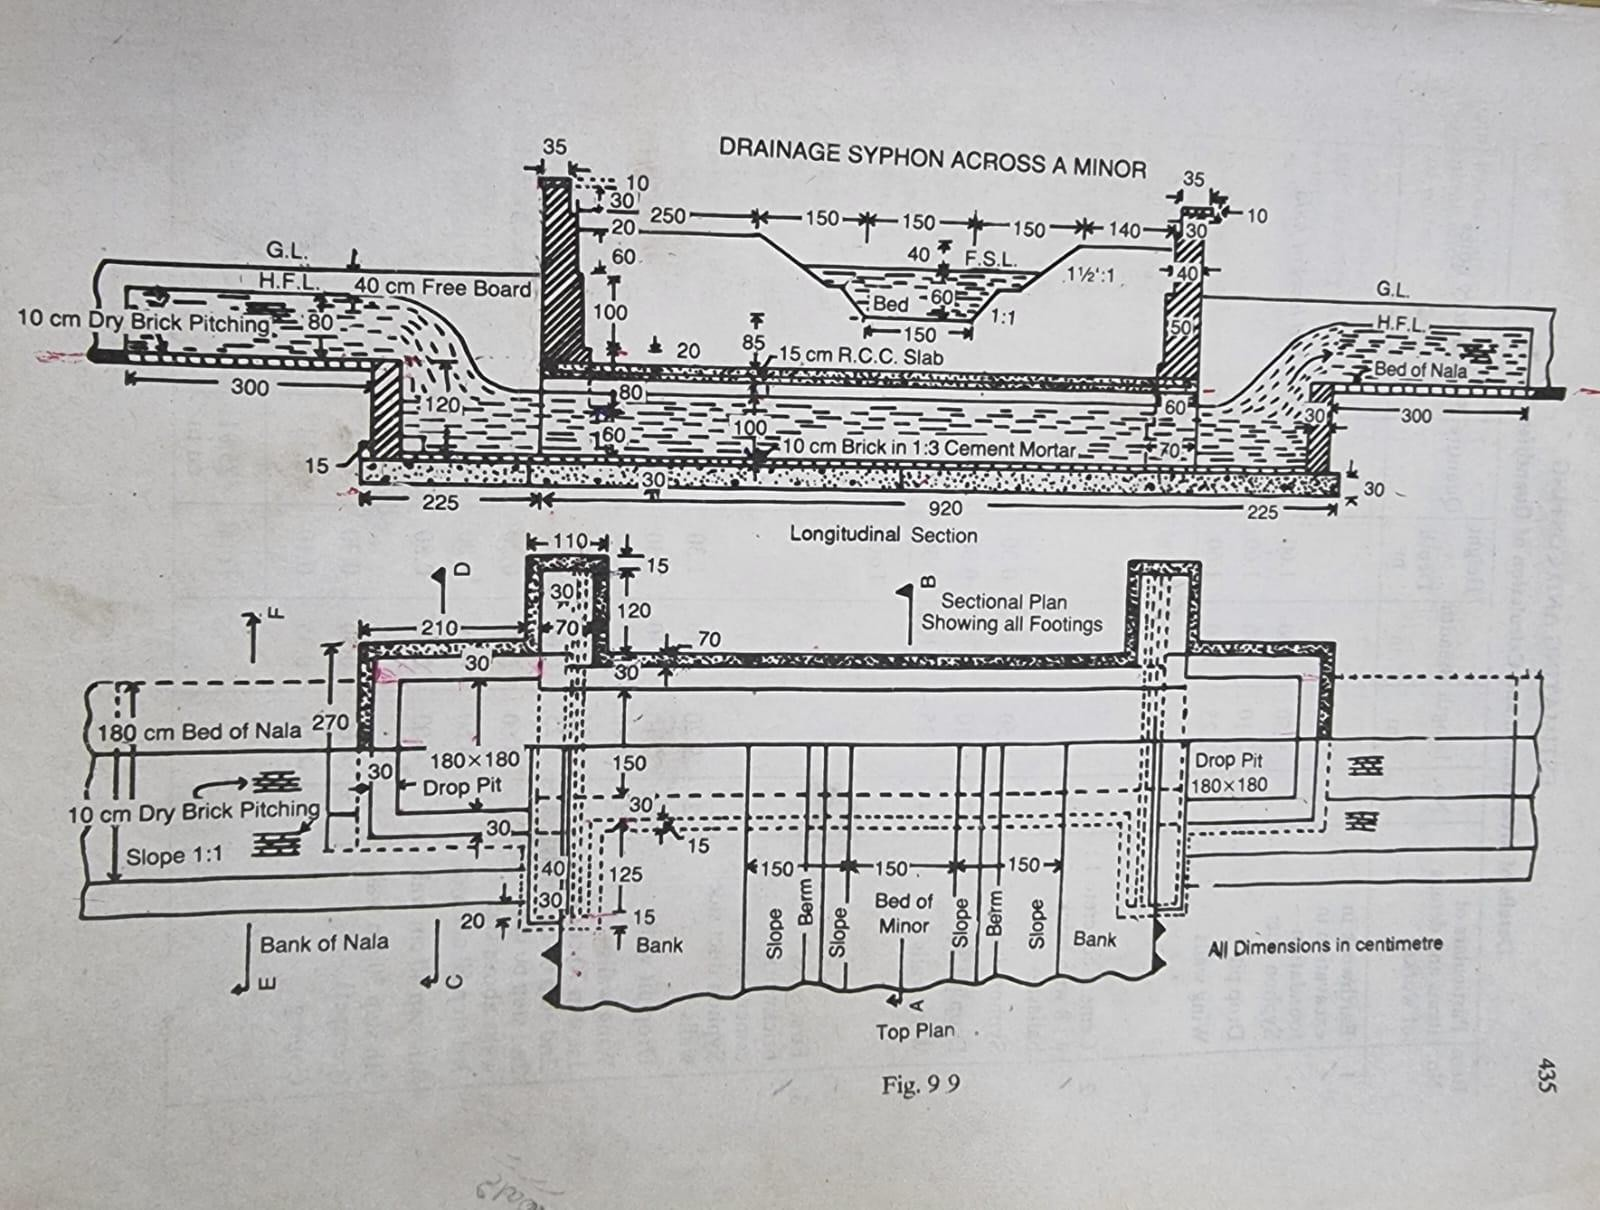 DRAINAGE SYPHON ACROSS A MINOR
35
10
30
250
150
150
150
140
20
60
100
35
10
30
40
50
G.L.
H.F.L.
40 cm Free Board
10 cm Dry Brick Pitching
80
300
120
15
40
F.S.L.
1½':1
Bed
60
1:1
150
85
20
15 cm R.C.C. Slab
80
60
100
10 cm Brick in 1:3 Cement Mortar
60
70
G.L.
H.F.L.
Bed of Nala
30
300
30
225
30
920
225
Longitudinal Section
110
15
30
120
70
D
F
210
30
70
30
B
Sectional Plan
Showing all Footings
180 cm Bed of Nala
270
180×180
Drop Pit
30
10 cm Dry Brick Pitching
30
Slope 1:1
40
30
20
150
30
15
125
15
Drop Pit
180×180
150
150
150
Slope
Berm
Slope
Bed of
Minor
Slope
Berm
Slope
Bank
Bank
Bank of Nala
E
C
A
All Dimensions in centimetre
Top Plan
Fig. 9 9
435